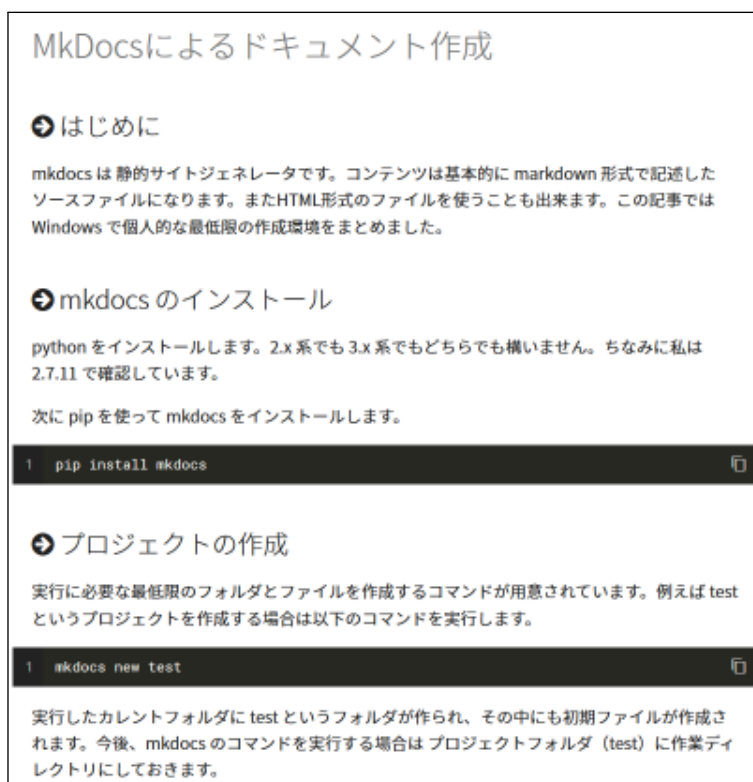 MkDocsによるドキュメント作成
はじめに
mkdocs は 静的サイトジェネレータです。コンテンツは基本的に markdown 形式で記述した
ソースファイルになります。またHTML形式のファイルを使うことも出来ます。この記事では
Windows で個人的な最低限の作成環境をまとめました。
mkdocs のインストール
python をインストールします。2.x 系でも 3.x 系でもどちらでも構いません。ちなみに私は
2.7.11 で確認しています。
次に pip を使って mkdocs をインストールします。
1 pip install mkdocs
プロジェクトの作成
実行に必要な最低限のフォルダとファイルを作成するコマンドが用意されています。例えば test
というプロジェクトを作成する場合は以下のコマンドを実行します。
1 mkdocs new test
実行したカレントフォルダに test というフォルダが作られ、その中にも初期ファイルが作成さ
れます。今後、mkdocs のコマンドを実行する場合は プロジェクトフォルダ（test）に作業ディ
レクトリにしておきます。